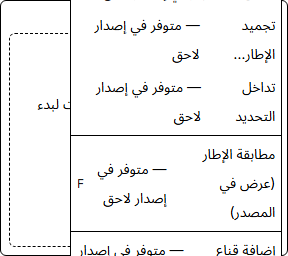 تجميد — متوفر في إصدار
الإطار... لاحق
تداخل — متوفر في إصدار
التحديد لاحق
ت لبدء
مطابقة الإطار
(عرض في — متوفر في
F
المصدر) إصدار لاحق
إضافة قناع — متوفر في إصدار